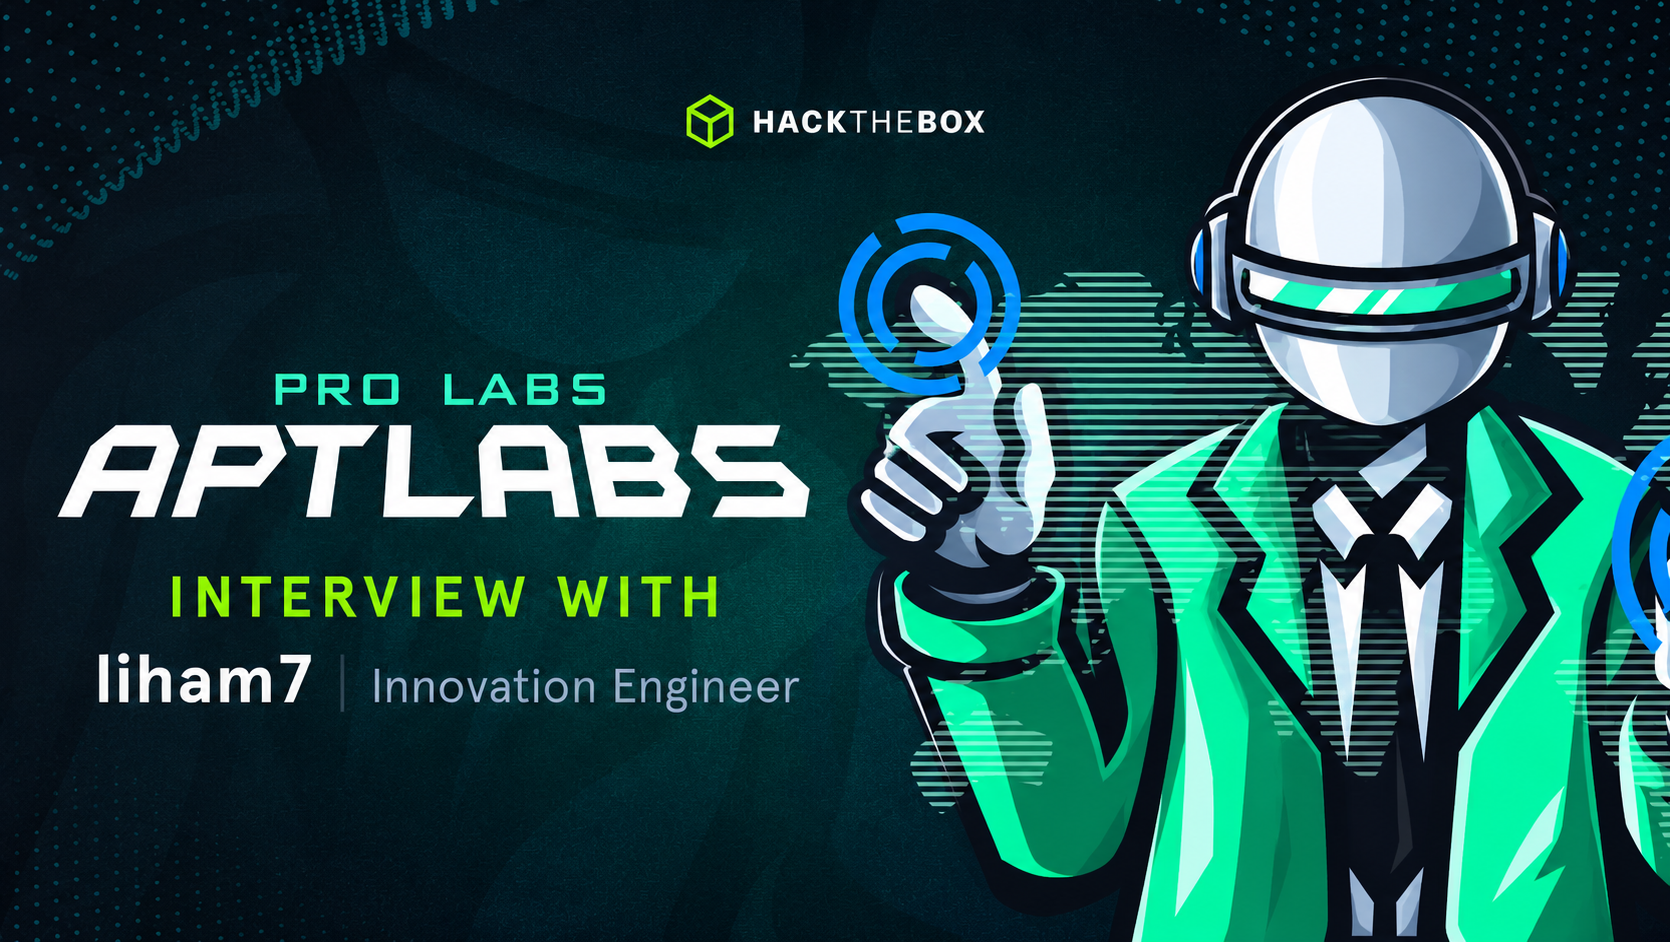 HACKTHEBOX
PRO LABS
APTLABS
INTERVIEW WITH
liham7 | Innovation Engineer